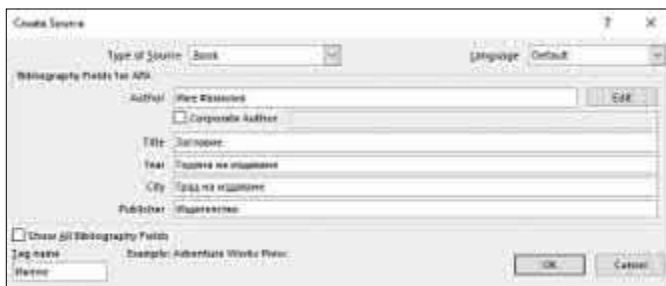 Create Source ? ×
Type of Source Book Language Default
Bibliography Fields for APA
Author Име Фамилия Edit
Corporate Author
Title Заглавие
Year Година на издаване
City Град на издаване
Publisher Издателство
Show All Bibliography Fields
Tag name Example: Adventure Works Press
OK Cancel